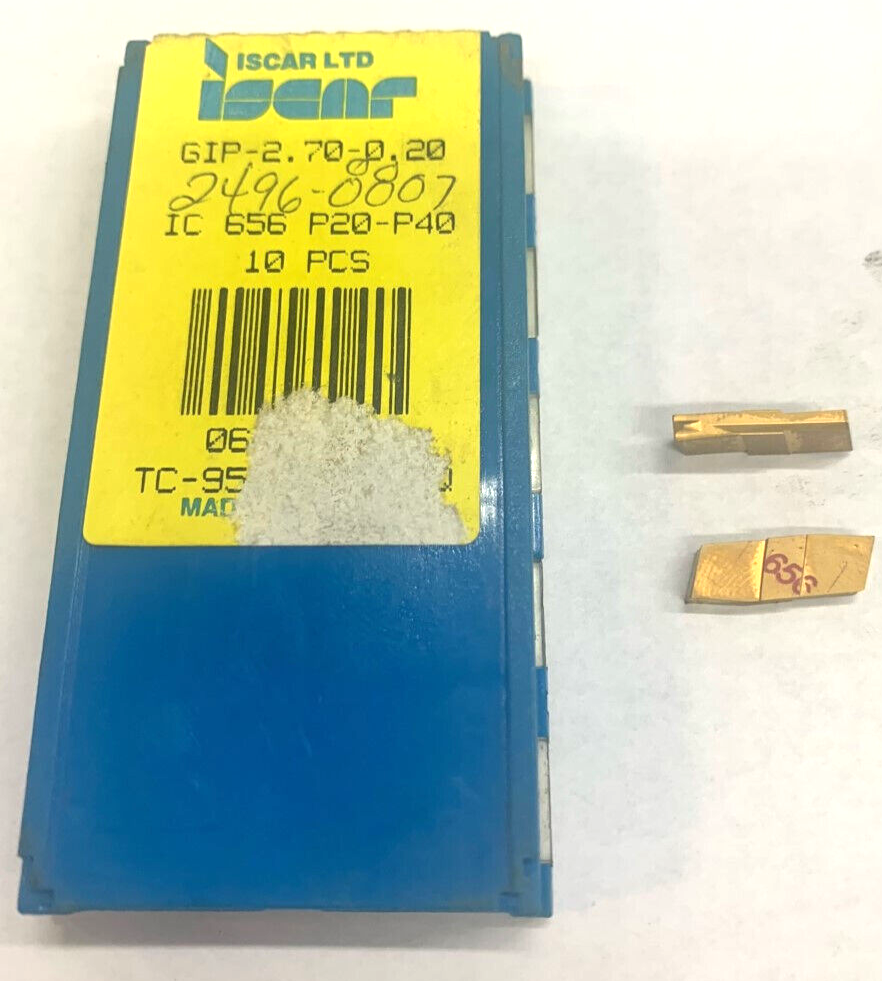 ISCAR LTD
iscar
GIP-2.70-0.20
2496-0807
IC 656 P20-P40
10 PCS
06
TC-95
MAD
656